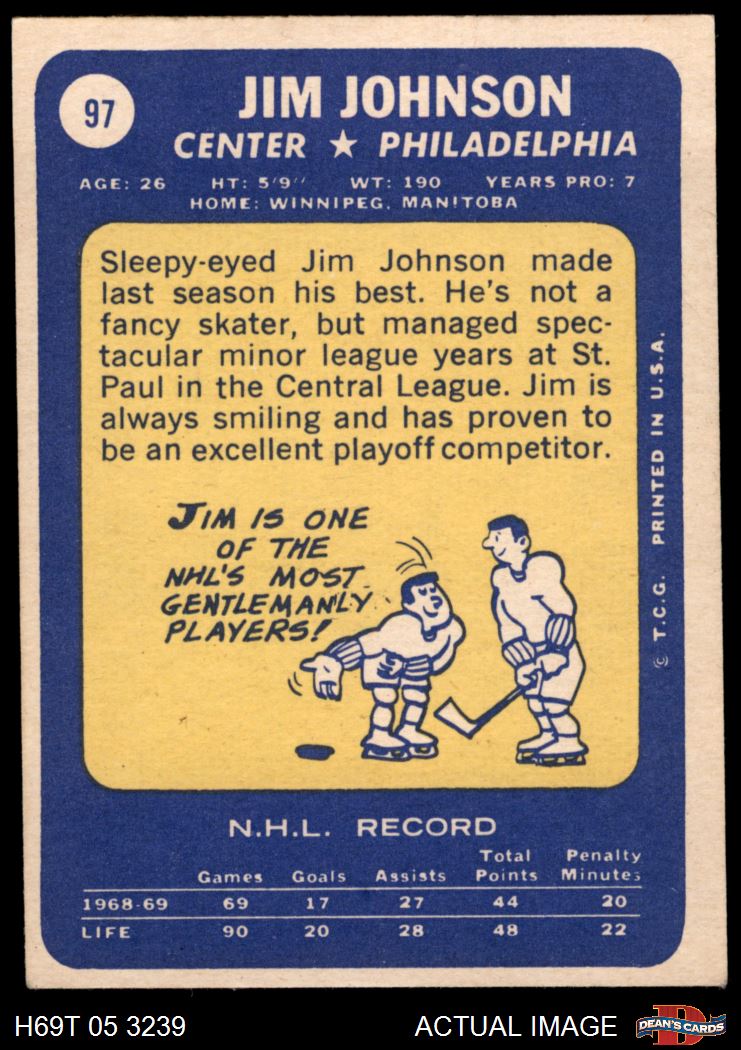 97
JIM JOHNSON
CENTER ★ PHILADELPHIA
AGE: 26 HT: 5'9" WT: 190 YEARS PRO: 7
HOME: WINNIPEG, MANITOBA
Sleepy-eyed Jim Johnson made
last season his best. He's not a
fancy skater, but managed spec-
tacular minor league years at St.
Paul in the Central League. Jim is
always smiling and has proven to
be an excellent playoff competitor.
JIM IS ONE
OF THE
NHL'S MOST
GENTLEMANLY
PLAYERS!
© T.C.G. PRINTED IN U.S.A.
N.H.L. RECORD
Games Goals Assists Total Points Penalty Minutes
1968-69 69 17 27 44 20
LIFE 90 20 28 48 22
H69T 05 3239 ACTUAL IMAGE
D
DEAN'S CARDS